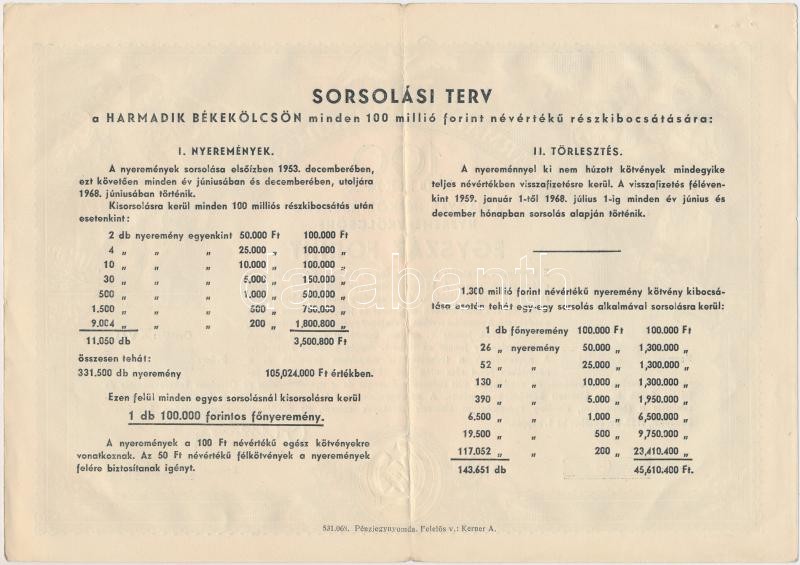 SORSOLÁSI TERV
a HARMADIK BÉKEKÖLCSÖN minden 100 millió forint névértékű részkibocsátására:
I. NYEREMÉNYEK.
A nyeremények sorsolása elsőízben 1953. decemberében,
ezt követően minden év júniusában és decemberében, utoljára
1968. júniusában történik.
Kisorsolásra kerül minden 100 milliós részkibocsátás után
esetenkint:
2 db nyeremény egyenkint 50.000 Ft 100.000 Ft
4 „ „ „ 25.000 „ 100.000 „
10 „ „ „ 10.000 „ 100.000 „
30 „ „ „ 5.000 „ 150.000 „
500 „ „ „ 1.000 „ 500.000 „
1.500 „ „ „ 500 „ 750.000 „
9.004 „ „ „ 200 „ 1,800.800 „
11.050 db 3,500.800 Ft
összesen tehát:
331.500 db nyeremény 105,024.000 Ft értékben.
Ezen felül minden egyes sorsolásnál kisorsolásra kerül
1 db 100.000 forintos főnyeremény.
A nyeremények a 100 Ft névértékű egész kötvényekre
vonatkoznak. Az 50 Ft névértékű félkötvények a nyeremények
felére biztosítanak igényt.
II. TÖRLESZTÉS.
A nyereménnyel ki nem húzott kötvények mindegyike
teljes névértékben visszafizetésre kerül. A visszafizetés féléven-
kint 1959. január 1-től 1968. július 1-ig minden év június és
december hónapban sorsolás alapján történik.
1.300 millió forint névértékű nyeremény kötvény kibocsá-
tása esetén tehát egy-egy sorsolás alkalmával sorsolásra kerül:
1 db főnyeremény 100.000 Ft 100.000 Ft
26 „ nyeremény 50.000 „ 1,300.000 „
52 „ „ 25.000 „ 1,300.000 „
130 „ „ 10.000 „ 1,300.000 „
390 „ „ 5.000 „ 1,950.000 „
6.500 „ „ 1.000 „ 6,500.000 „
19.500 „ „ 500 „ 9,750.000 „
117.052 „ „ 200 „ 23,410.400 „
143.651 db 45,610.400 Ft.
531.068. Pénzjegynyomda. Felelős v.: Kerner A.
darabanth